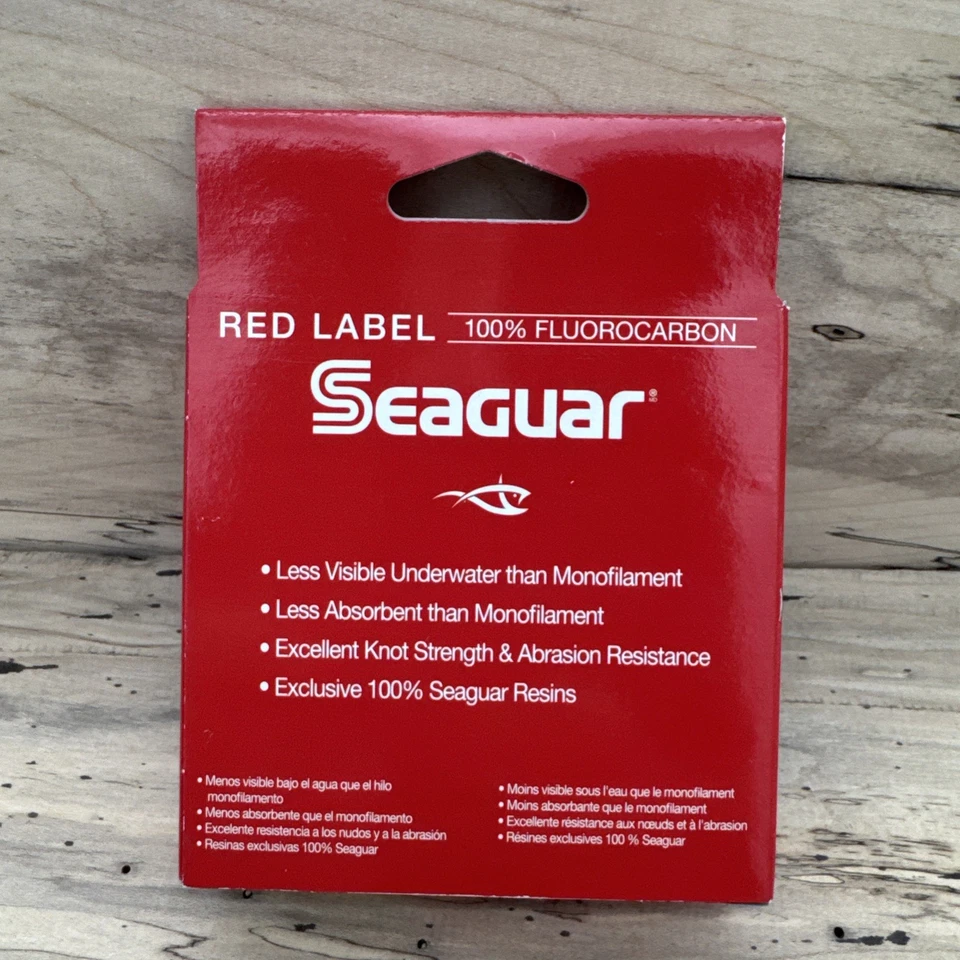 RED LABEL 100% FLUOROCARBON
SEAGUAR®
• Less Visible Underwater than Monofilament
• Less Absorbent than Monofilament
• Excellent Knot Strength & Abrasion Resistance
• Exclusive 100% Seaguar Resins
• Menos visible bajo el agua que el hilo
monofilamento
• Menos absorbente que el monofilamento
• Excelente resistencia a los nudos y a la abrasión
• Resinas exclusivas 100% Seaguar
• Moins visible sous l'eau que le monofilament
• Moins absorbante que le monofilament
• Excellente résistance aux nœuds et à l'abrasion
• Résines exclusives 100 % Seaguar